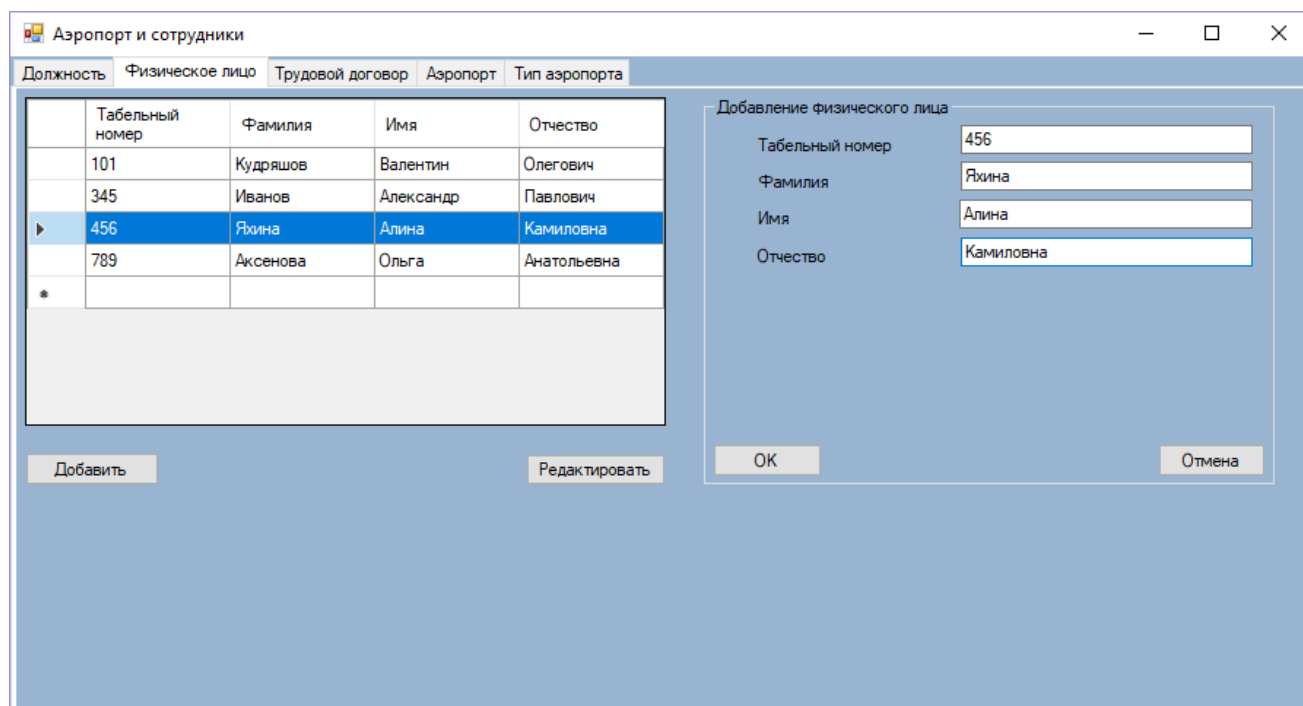 Аэропорт и сотрудники
Должность Физическое лицо Трудовой договор Аэропорт Тип аэропорта
Табельный номер Фамилия Имя Отчество
101 Кудряшов Валентин Олегович
345 Иванов Александр Павлович
456 Яхина Алина Камиловна
789 Аксенова Ольга Анатольевна
Добавить Редактировать
Добавление физического лица
Табельный номер 456
Фамилия Яхина
Имя Алина
Отчество Камиловна
ОК Отмена